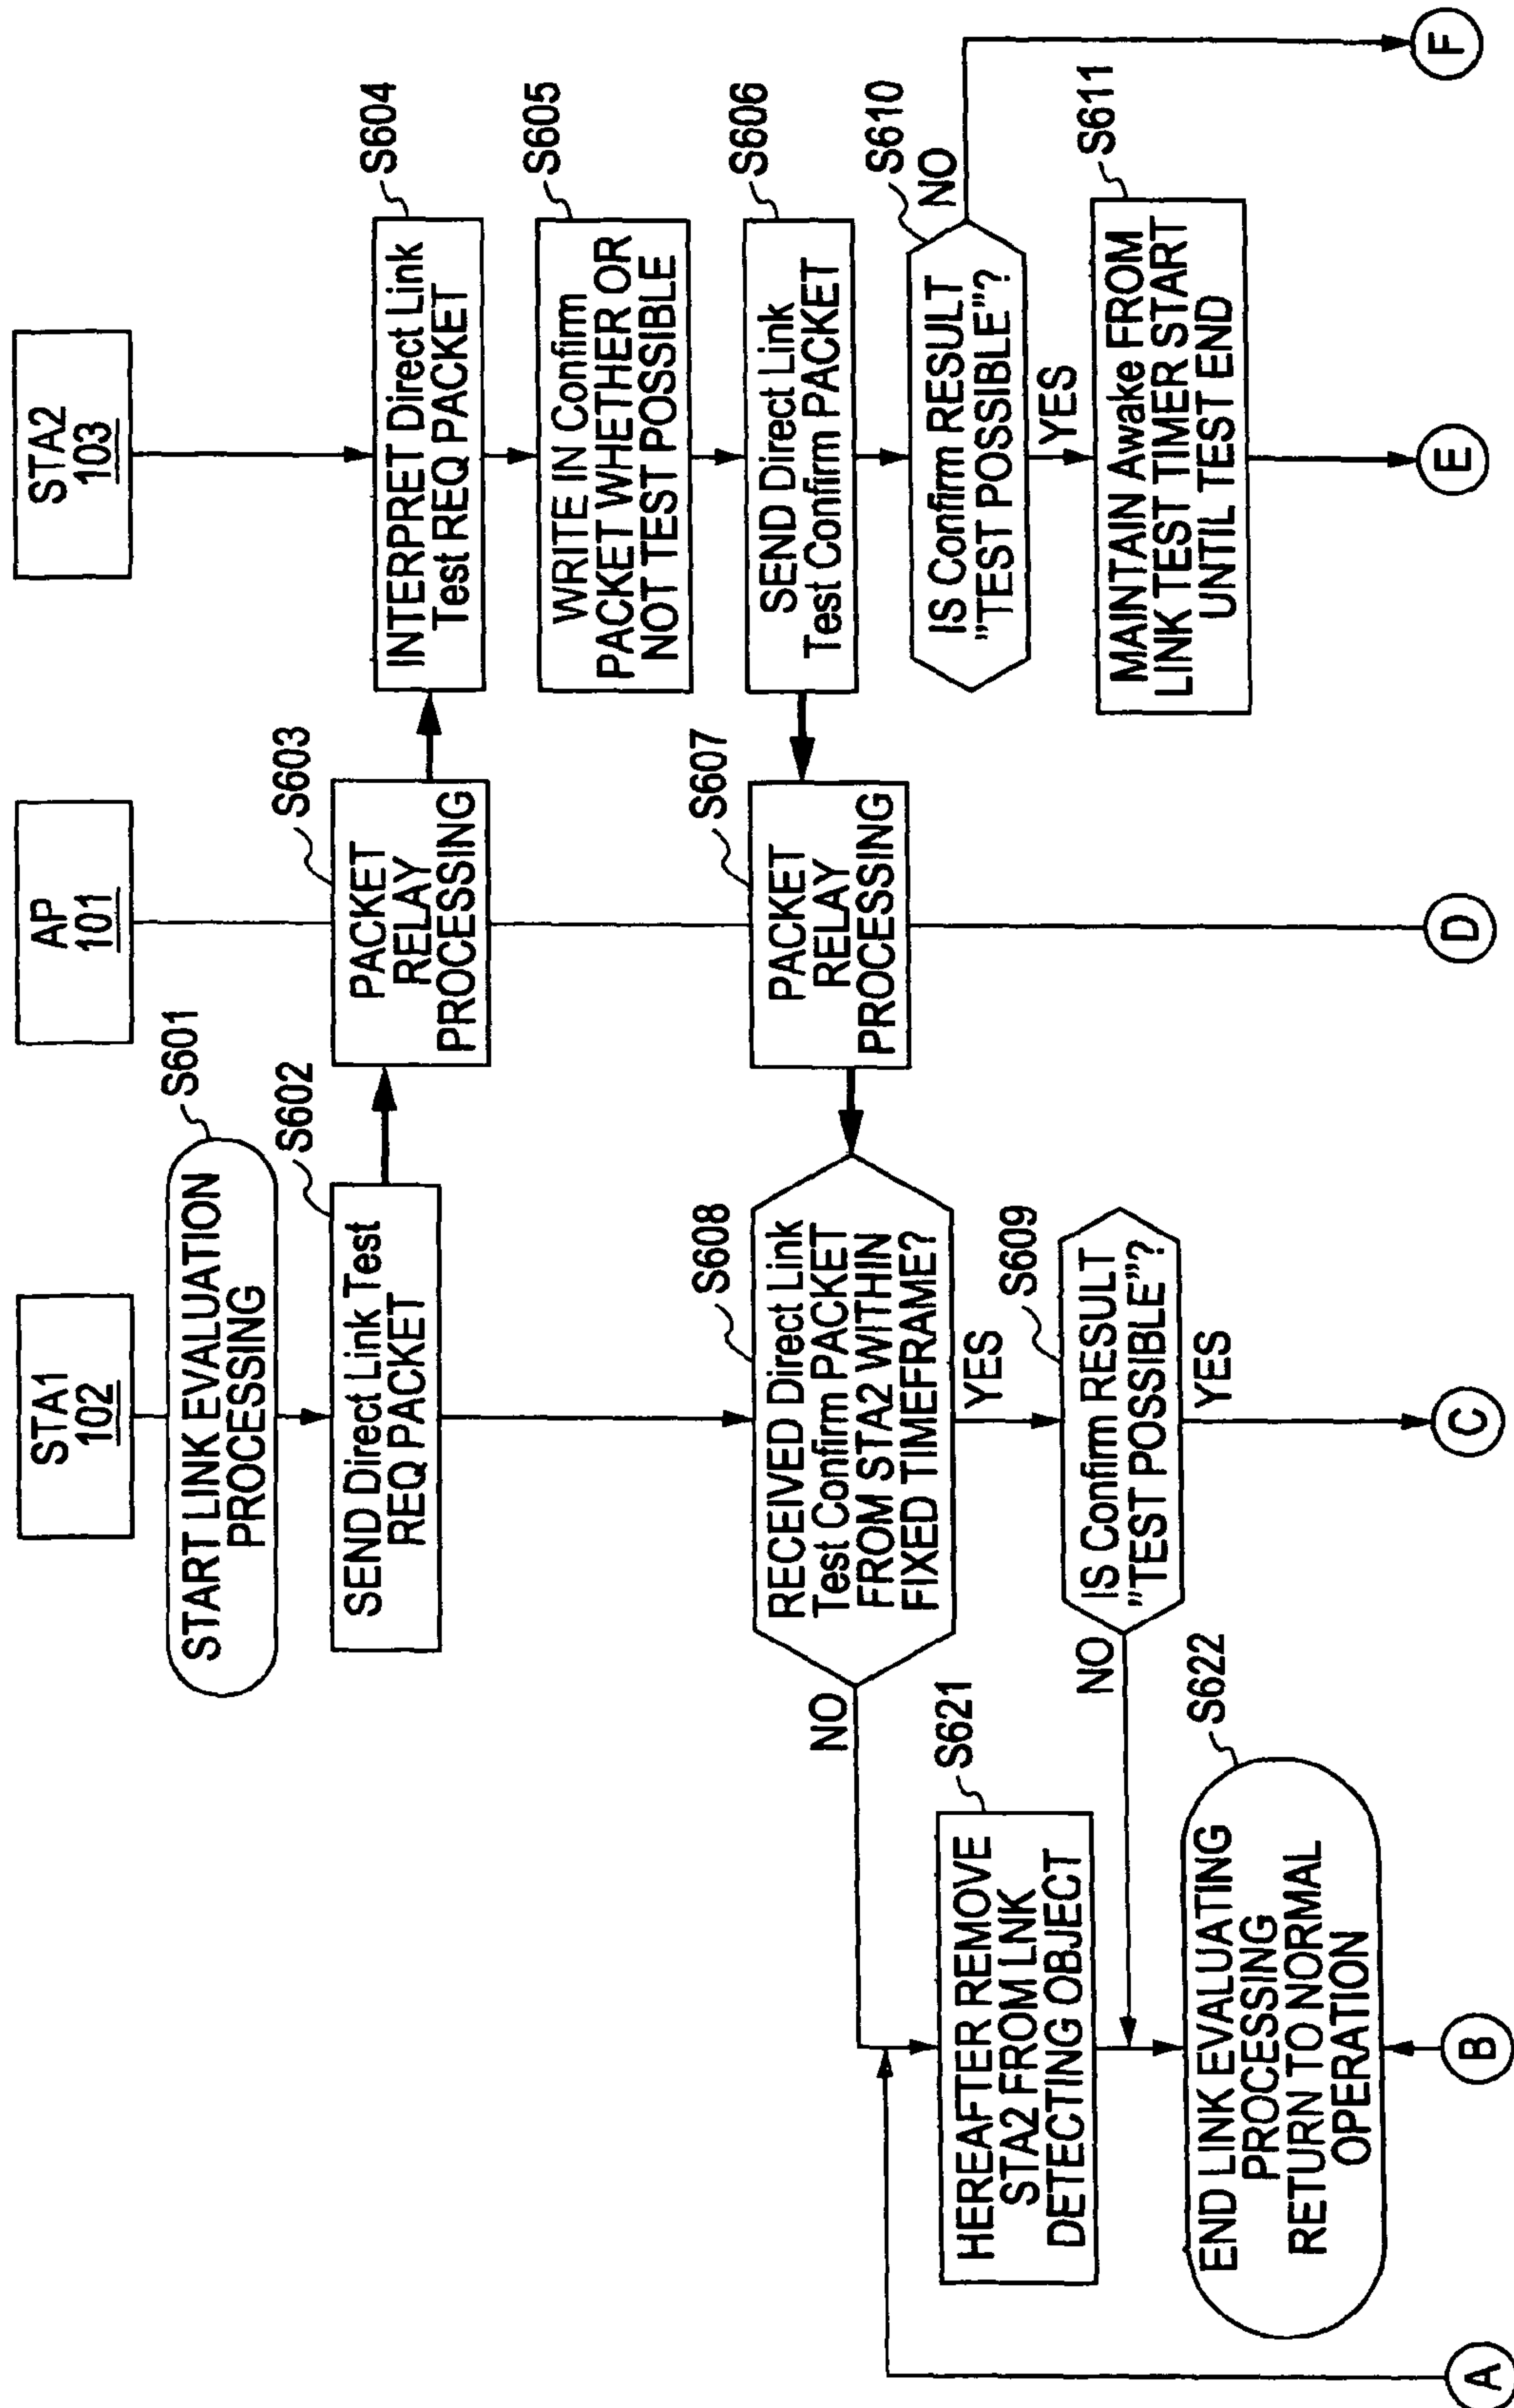 STA1
102
AP
101
STA2
103
S601
START LINK EVALUATION
PROCESSING
S602
SEND Direct Link Test
REQ PACKET
S603
PACKET
RELAY
PROCESSING
S604
INTERPRET Direct Link
Test REQ PACKET
S605
WRITE IN Confirm
PACKET WHETHER OR
NOT TEST POSSIBLE
S606
SEND Direct Link
Test Confirm PACKET
S607
PACKET
RELAY
PROCESSING
S608
RECEIVED Direct Link
Test Confirm PACKET
FROM STA2 WITHIN
FIXED TIMEFRAME?
NO
YES
S609
IS Confirm RESULT
"TEST POSSIBLE"?
NO
YES
S610
IS Confirm RESULT
"TEST POSSIBLE"?
NO
YES
S611
MAINTAIN Awake FROM
LINK TEST TIMER START
UNTIL TEST END
S621
HEREAFTER REMOVE
STA2 FROM LNK
DETECTING OBJECT
S622
END LINK EVALUATING
PROCESSING
RETURN TO NORMAL
OPERATION
A
B
C
D
E
F